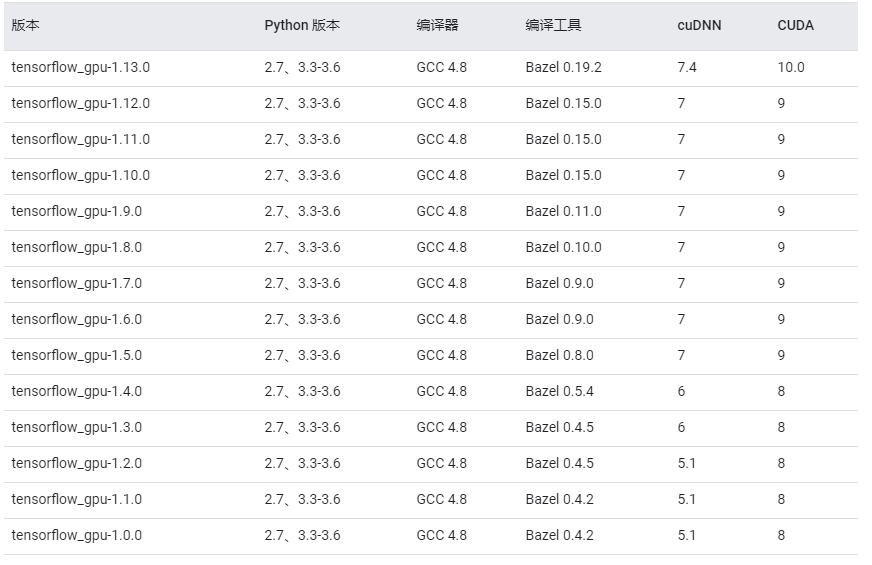 版本 Python 版本 编译器 编译工具 cuDNN CUDA
tensorflow_gpu-1.13.0 2.7、3.3-3.6 GCC 4.8 Bazel 0.19.2 7.4 10.0
tensorflow_gpu-1.12.0 2.7、3.3-3.6 GCC 4.8 Bazel 0.15.0 7 9
tensorflow_gpu-1.11.0 2.7、3.3-3.6 GCC 4.8 Bazel 0.15.0 7 9
tensorflow_gpu-1.10.0 2.7、3.3-3.6 GCC 4.8 Bazel 0.15.0 7 9
tensorflow_gpu-1.9.0 2.7、3.3-3.6 GCC 4.8 Bazel 0.11.0 7 9
tensorflow_gpu-1.8.0 2.7、3.3-3.6 GCC 4.8 Bazel 0.10.0 7 9
tensorflow_gpu-1.7.0 2.7、3.3-3.6 GCC 4.8 Bazel 0.9.0 7 9
tensorflow_gpu-1.6.0 2.7、3.3-3.6 GCC 4.8 Bazel 0.9.0 7 9
tensorflow_gpu-1.5.0 2.7、3.3-3.6 GCC 4.8 Bazel 0.8.0 7 9
tensorflow_gpu-1.4.0 2.7、3.3-3.6 GCC 4.8 Bazel 0.5.4 6 8
tensorflow_gpu-1.3.0 2.7、3.3-3.6 GCC 4.8 Bazel 0.4.5 6 8
tensorflow_gpu-1.2.0 2.7、3.3-3.6 GCC 4.8 Bazel 0.4.5 5.1 8
tensorflow_gpu-1.1.0 2.7、3.3-3.6 GCC 4.8 Bazel 0.4.2 5.1 8
tensorflow_gpu-1.0.0 2.7、3.3-3.6 GCC 4.8 Bazel 0.4.2 5.1 8